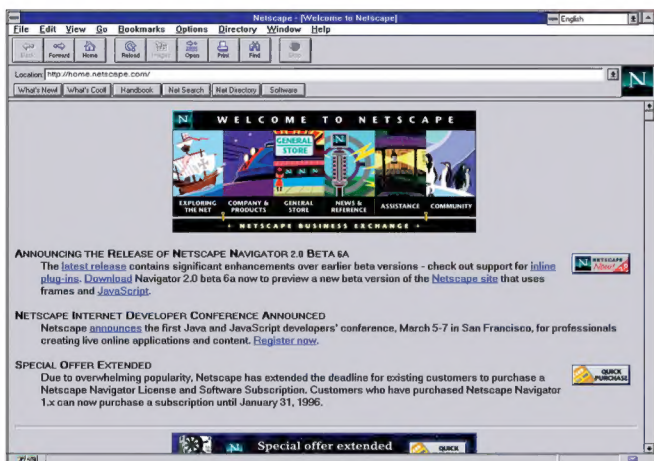 Netscape - [Welcome to Netscape]
English
File Edit View Go Bookmarks Options Directory Window Help
Back Forward Home Reload Images Open Print Find Stop
Location: http://home.netscape.com/
What's New! What's Cool! Handbook Net Search Net Directory Software
N
N WELCOME TO NETSCAPE
GENERAL STORE
EXPLORING THE NET
COMPANY & PRODUCTS
GENERAL STORE
NEWS & REFERENCE
ASSISTANCE
COMMUNITY
NETSCAPE BUSINESS EXCHANGE
ANNOUNCING THE RELEASE OF NETSCAPE NAVIGATOR 2.0 BETA 6A
The latest release contains significant enhancements over earlier beta versions - check out support for inline
plug-ins. Download Navigator 2.0 beta 6a now to preview a new beta version of the Netscape site that uses
frames and JavaScript.
N NETSCAPE Now!
NETSCAPE INTERNET DEVELOPER CONFERENCE ANNOUNCED
Netscape announces the first Java and JavaScript developers' conference, March 5-7 in San Francisco, for professionals
creating live online applications and content. Register now.
SPECIAL OFFER EXTENDED
Due to overwhelming popularity, Netscape has extended the deadline for existing customers to purchase a
Netscape Navigator License and Software Subscription. Customers who have purchased Netscape Navigator
1.x can now purchase a subscription until January 31, 1996.
QUICK PURCHASE
N Special offer extended QUICK